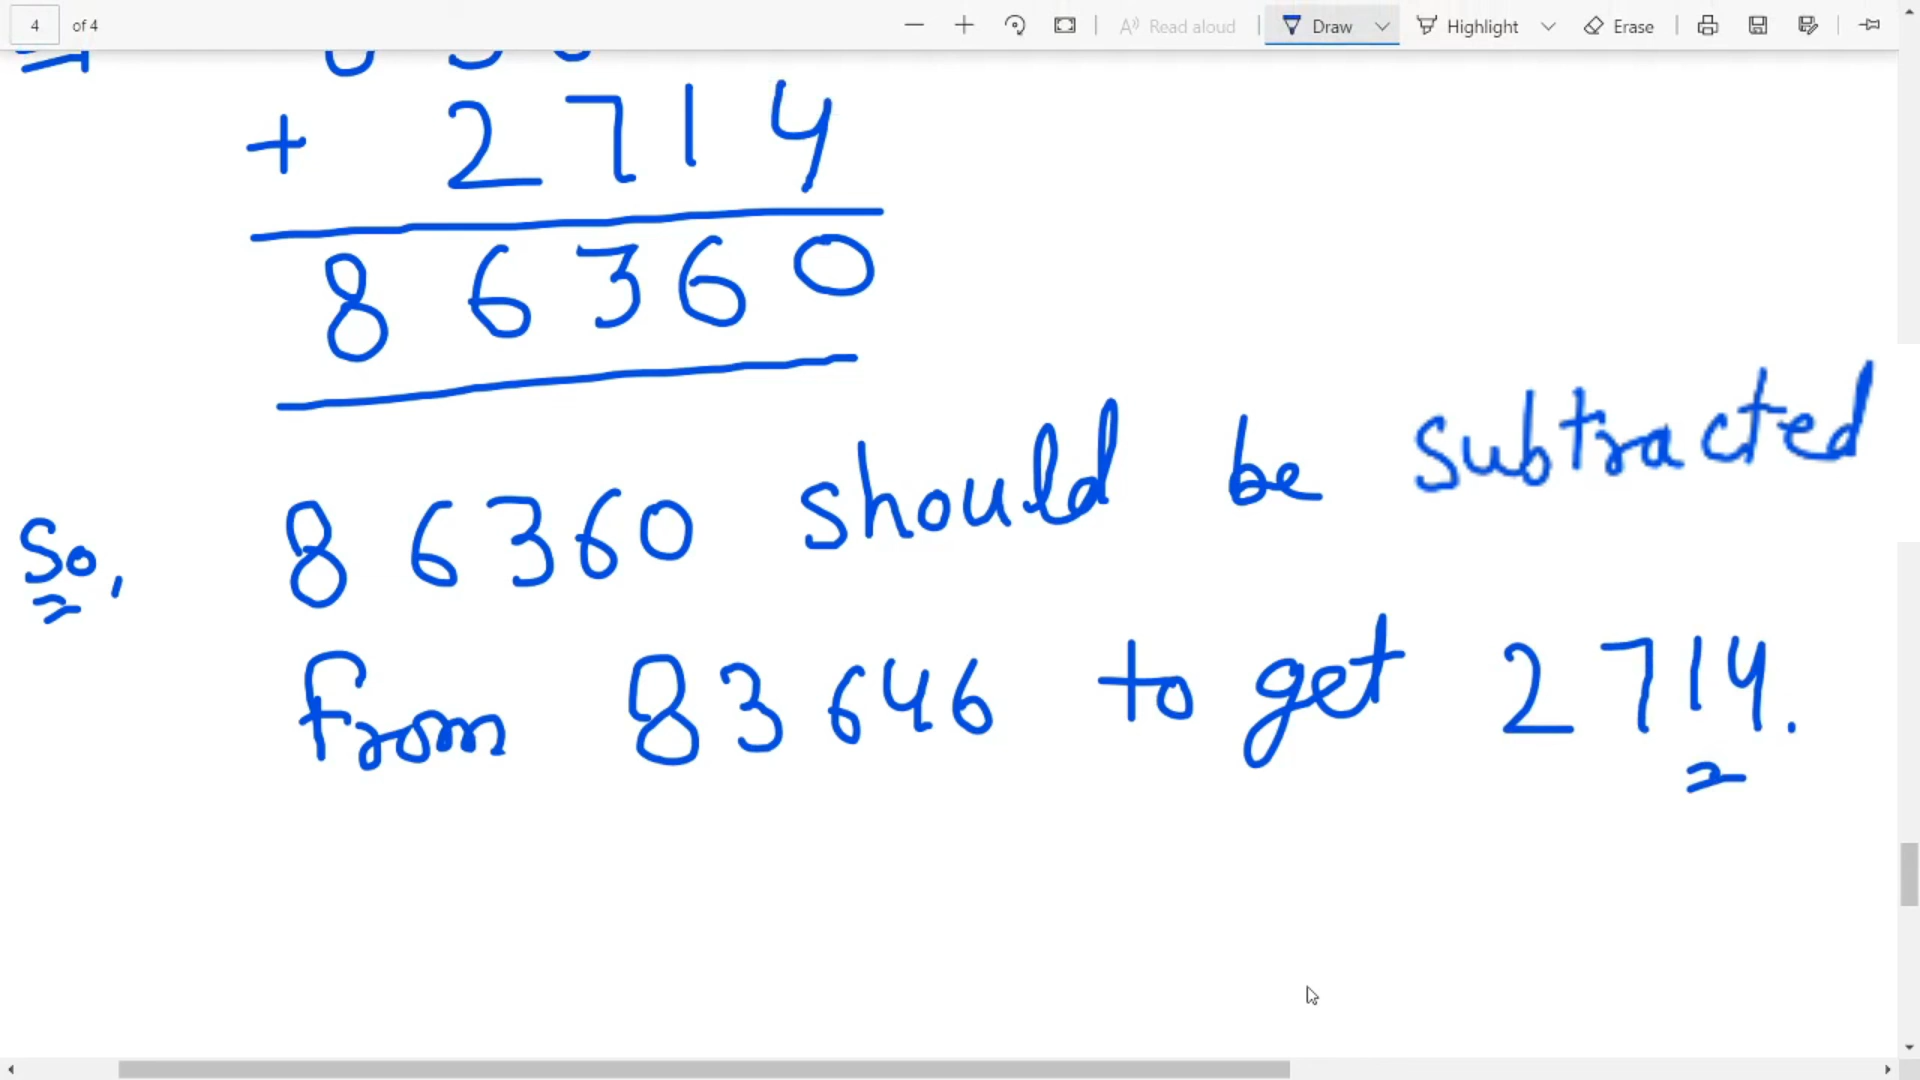 4 of 4 Read aloud Draw Highlight Erase
+ 2714
86360
So, 86360 should be subtracted
from 83646 to get 2714.